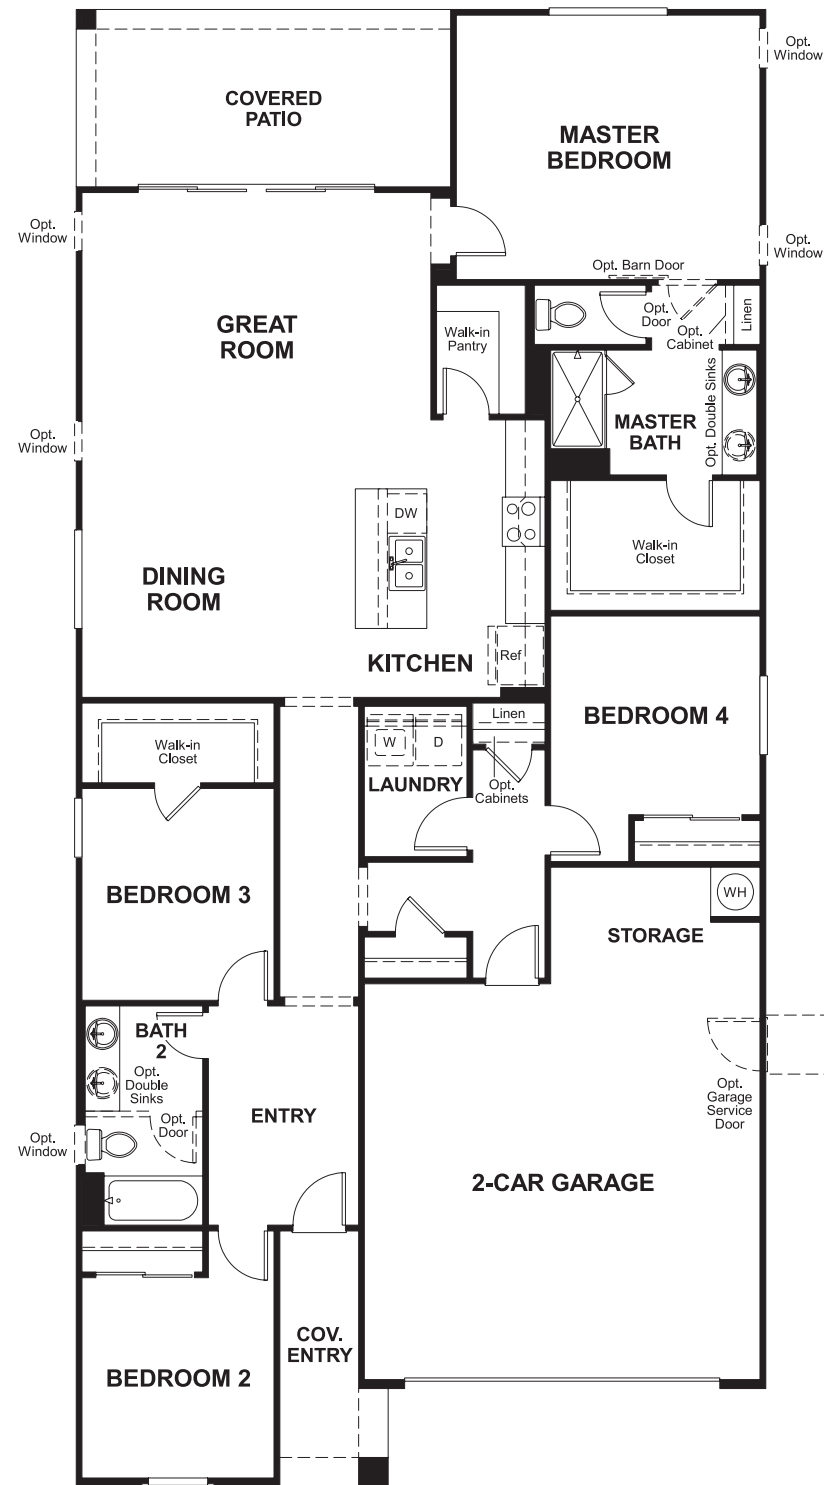 Opt.
Window
COVERED
PATIO
MASTER
BEDROOM
Opt.
Window
Opt.
Window
Opt. Barn Door
GREAT
ROOM
Walk-in
Pantry
Opt.
Door
Opt.
Cabinet
Linen
Opt. Double Sinks
MASTER
BATH
Opt.
Window
DW
Walk-in
Closet
DINING
ROOM
KITCHEN
Ref
Linen
BEDROOM 4
Walk-in
Closet
W
D
LAUNDRY
Opt.
Cabinets
BEDROOM 3
WH
STORAGE
BATH
2
Opt.
Double
Sinks
Opt.
Door
Opt.
Window
ENTRY
Opt.
Garage
Service
Door
2-CAR GARAGE
COV.
ENTRY
BEDROOM 2